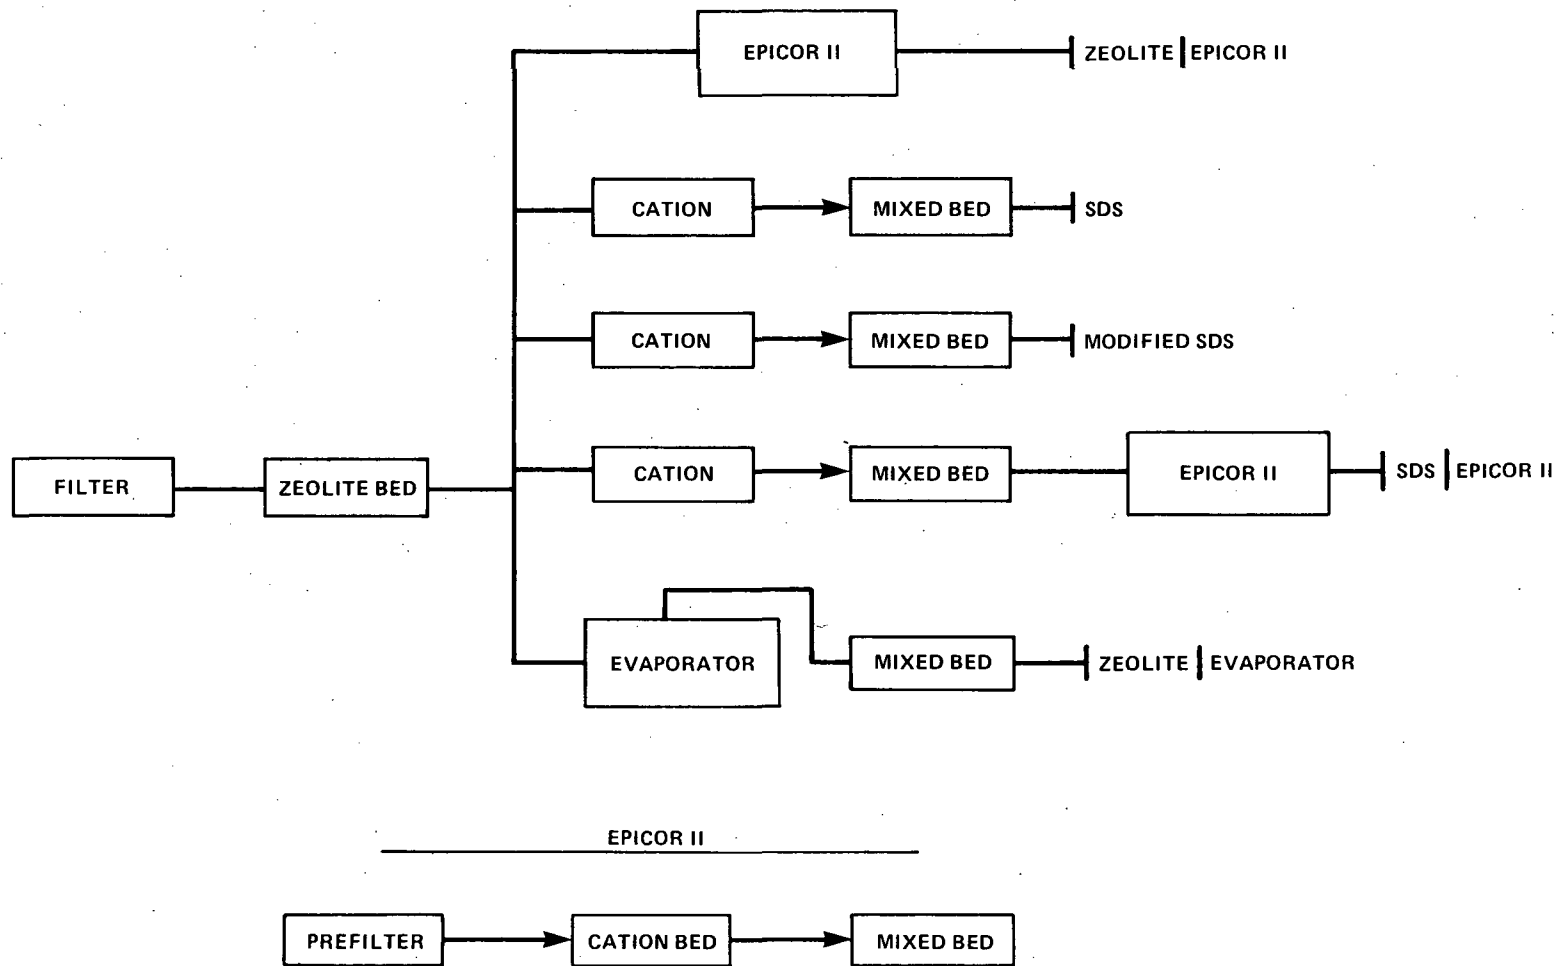 EPICOR II
ZEOLITE | EPICOR II
CATION
MIXED BED
SDS
CATION
MIXED BED
MODIFIED SDS
FILTER
ZEOLITE BED
CATION
MIXED BED
EPICOR II
SDS | EPICOR II
EVAPORATOR
MIXED BED
ZEOLITE | EVAPORATOR
EPICOR II
PREFILTER
CATION BED
MIXED BED